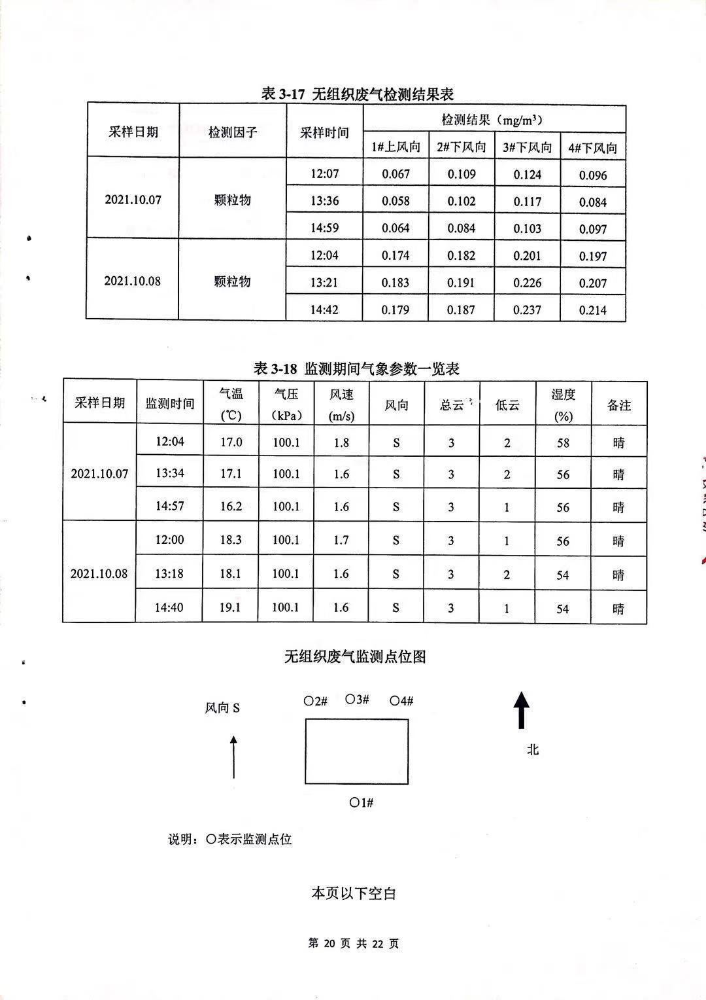 表 3-17 无组织废气检测结果表
采样日期 检测因子 采样时间 检测结果（mg/m³）
1#上风向 2#下风向 3#下风向 4#下风向
2021.10.07 颗粒物 12:07 0.067 0.109 0.124 0.096
13:36 0.058 0.102 0.117 0.084
14:59 0.064 0.084 0.103 0.097
2021.10.08 颗粒物 12:04 0.174 0.182 0.201 0.197
13:21 0.183 0.191 0.226 0.207
14:42 0.179 0.187 0.237 0.214
表 3-18 监测期间气象参数一览表
采样日期 监测时间 气温(℃) 气压（kPa） 风速(m/s) 风向 总云 低云 湿度(%) 备注
2021.10.07 12:04 17.0 100.1 1.8 S 3 2 58 晴
13:34 17.1 100.1 1.6 S 3 2 56 晴
14:57 16.2 100.1 1.6 S 3 1 56 晴
2021.10.08 12:00 18.3 100.1 1.7 S 3 1 56 晴
13:18 18.1 100.1 1.6 S 3 2 54 晴
14:40 19.1 100.1 1.6 S 3 1 54 晴
无组织废气监测点位图
风向 S
○2# ○3# ○4#
北
○1#
说明：○表示监测点位
本页以下空白
第 20 页 共 22 页